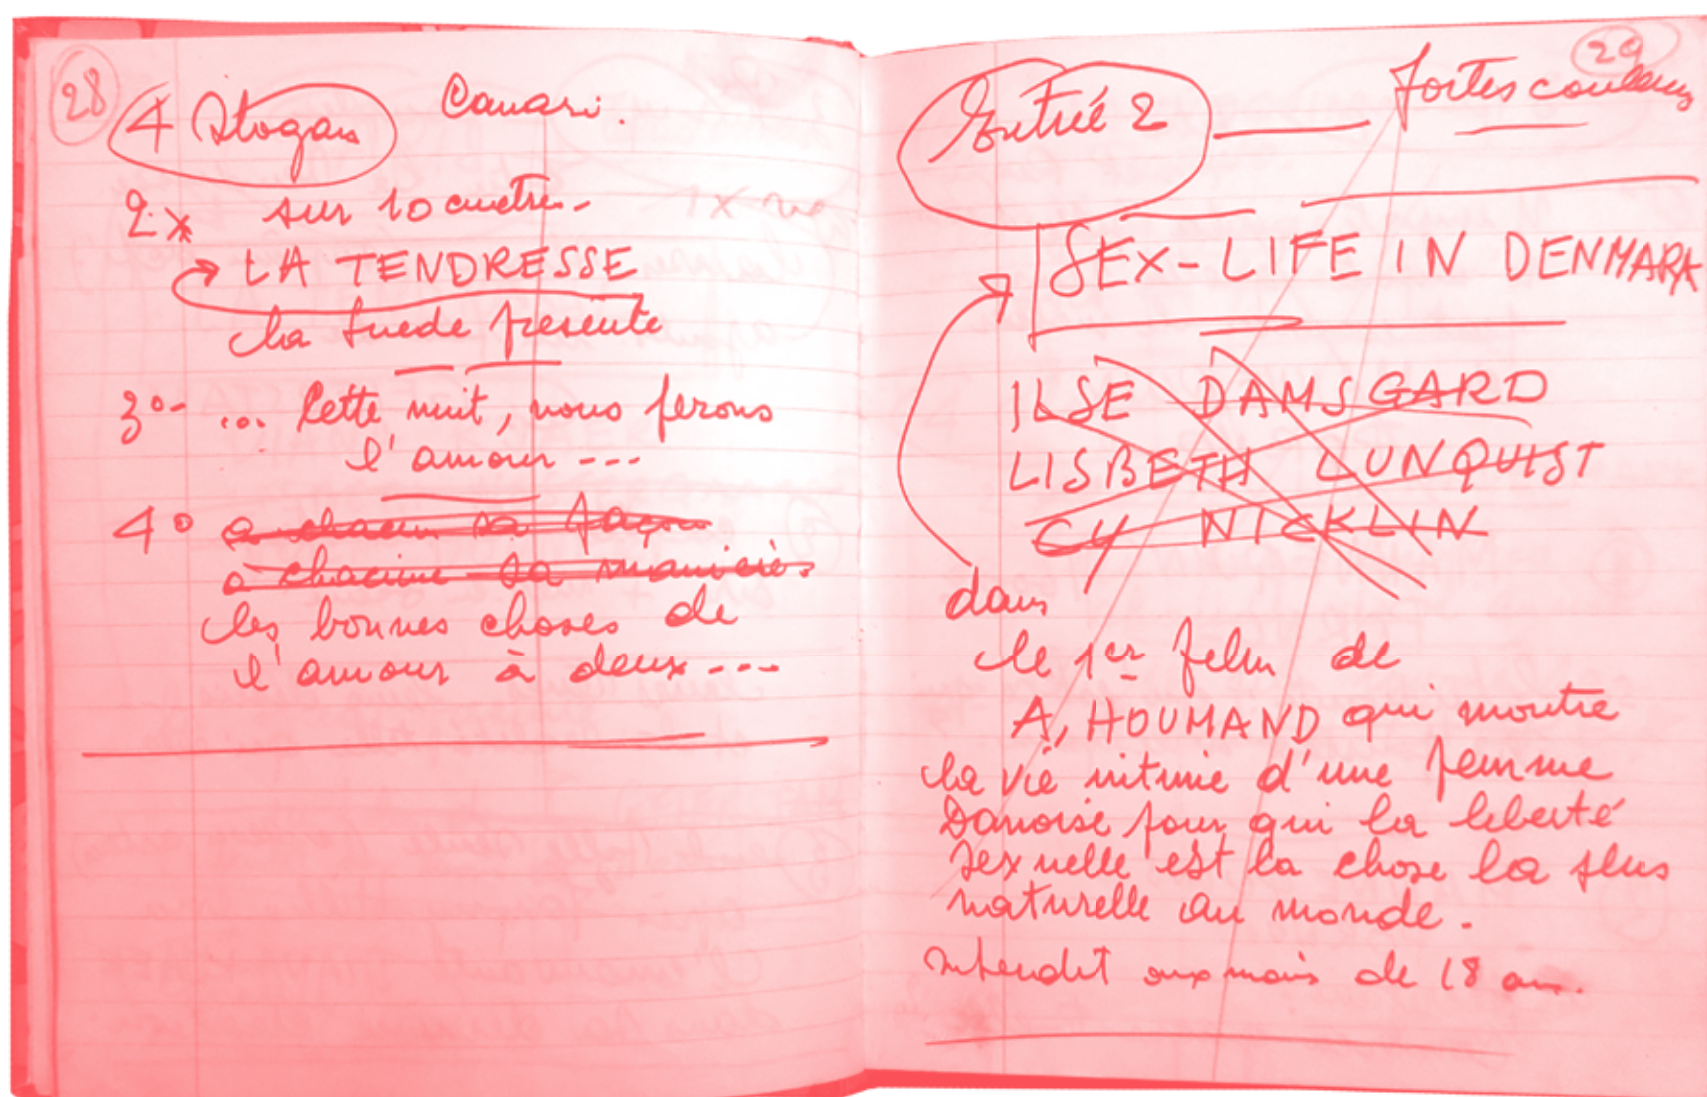 28
4 Slogans Canari.
2x sur 10 mètres-
LA TENDRESSE
La Suede présente
3°- ... Cette nuit, nous ferons
l'amour ---
4° a chacun sa façon
à chacune sa manière.
les bonnes choses de
l'amour à deux ---
29
Entrée 2 fortes couleurs
SEX-LIFE IN DENMARK
ILSE DAMSGARD
LISBETH LUNQUIST
CY NICKLIN
dans
le 1er film de
A, HOUMAND qui montre
la vie intime d'une femme
Danoise pour qui la liberté
sexuelle est la chose la plus
naturelle au monde.
interdit aux moins de 18 ans.